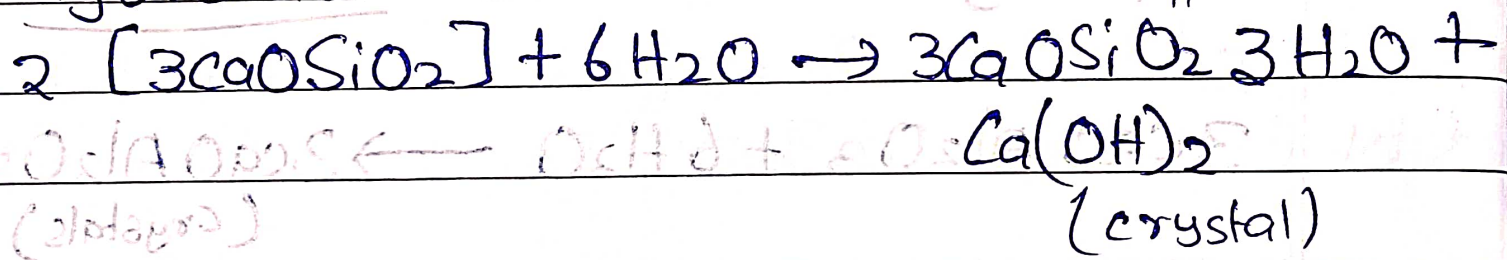 2 [3CaOSiO2] + 6H2O → 3CaOSiO2 3H2O +
Ca(OH)2
(crystal)